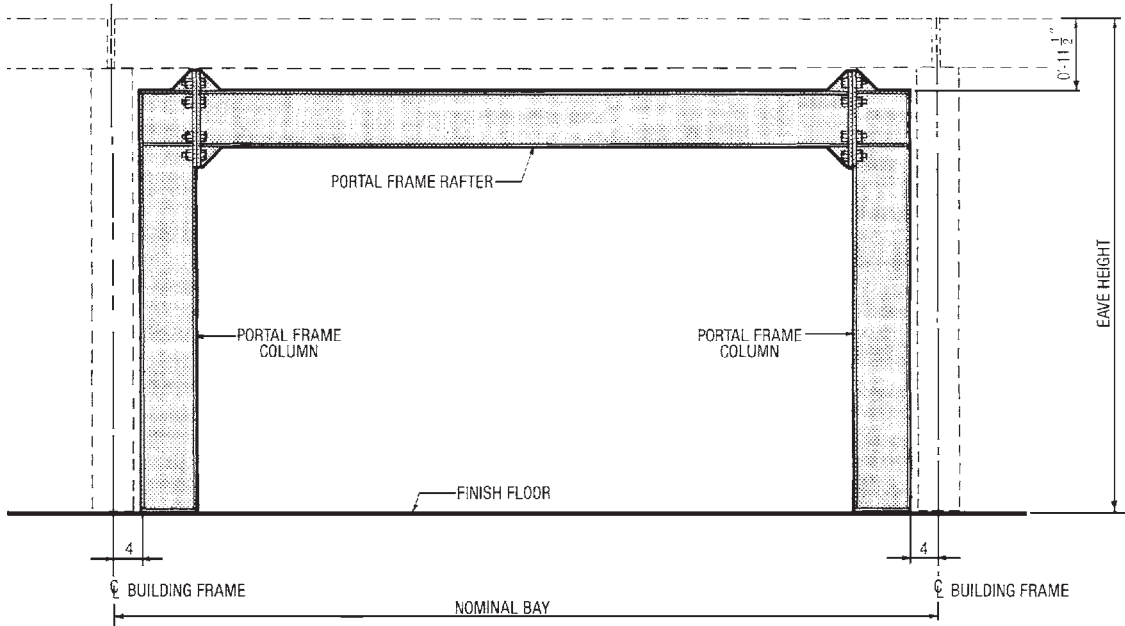 0'-11 1/2"
PORTAL FRAME RAFTER
EAVE HEIGHT
PORTAL FRAME
COLUMN
PORTAL FRAME
COLUMN
FINISH FLOOR
4
4
℄ BUILDING FRAME
℄ BUILDING FRAME
NOMINAL BAY